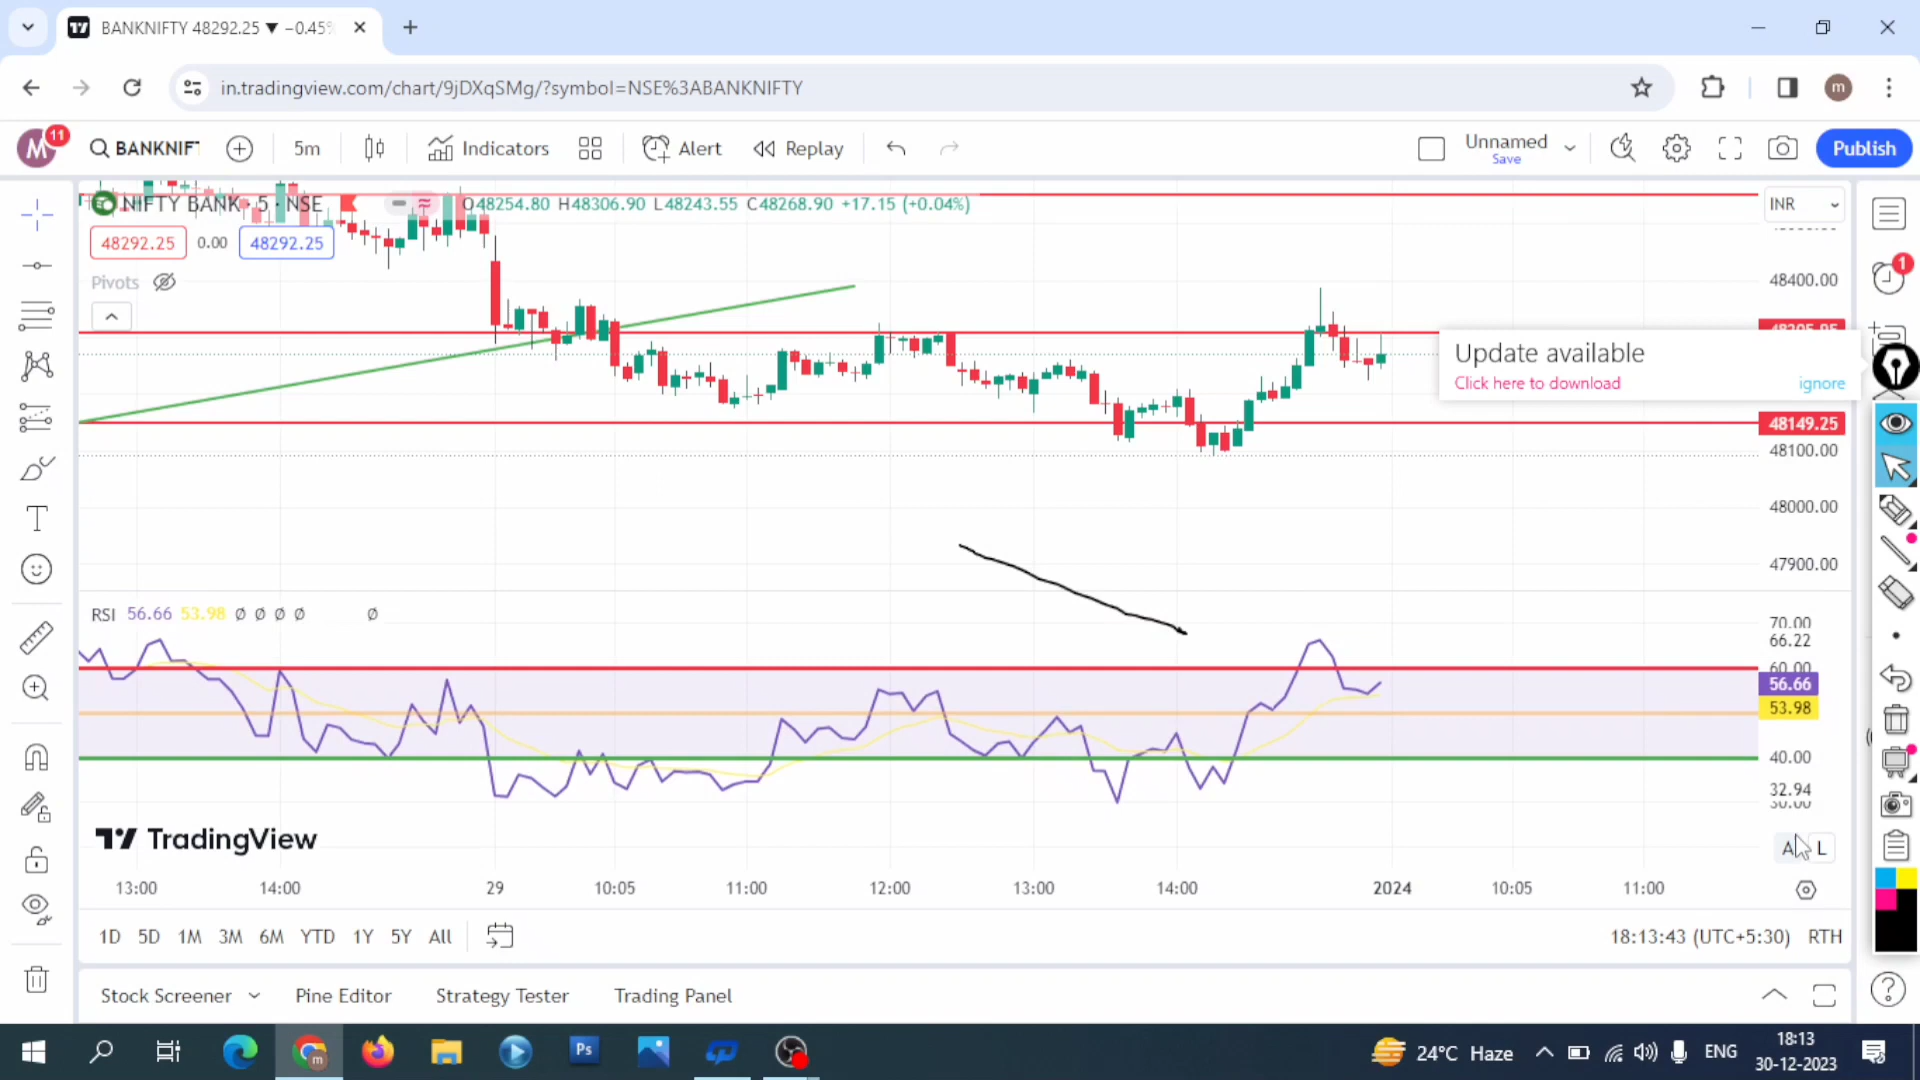 BANKNIFTY 48292.25 ▼ −0.45%
in.tradingview.com/chart/9jDXqSMg/?symbol=NSE%3ABANKNIFTY
m
M 11 BANKNIFT 5m Indicators Alert Replay Unnamed Save Publish
NIFTY BANK · 5 · NSE O48254.80 H48306.90 L48243.55 C48268.90 +17.15 (+0.04%)
INR
48292.25 0.00 48292.25
Pivots
48400.00
1
Update available
Click here to download ignore
48149.25
48100.00
48000.00
47900.00
RSI 56.66 53.98 Ø Ø Ø Ø Ø
70.00
66.22
60.00
56.66
53.98
40.00
32.94
30.00
TradingView
A L
13:00 14:00 29 10:05 11:00 12:00 13:00 14:00 2024 10:05 11:00
1D 5D 1M 3M 6M YTD 1Y 5Y All 18:13:43 (UTC+5:30) RTH
Stock Screener Pine Editor Strategy Tester Trading Panel
Ps
24°C Haze ENG 18:13
30-12-2023